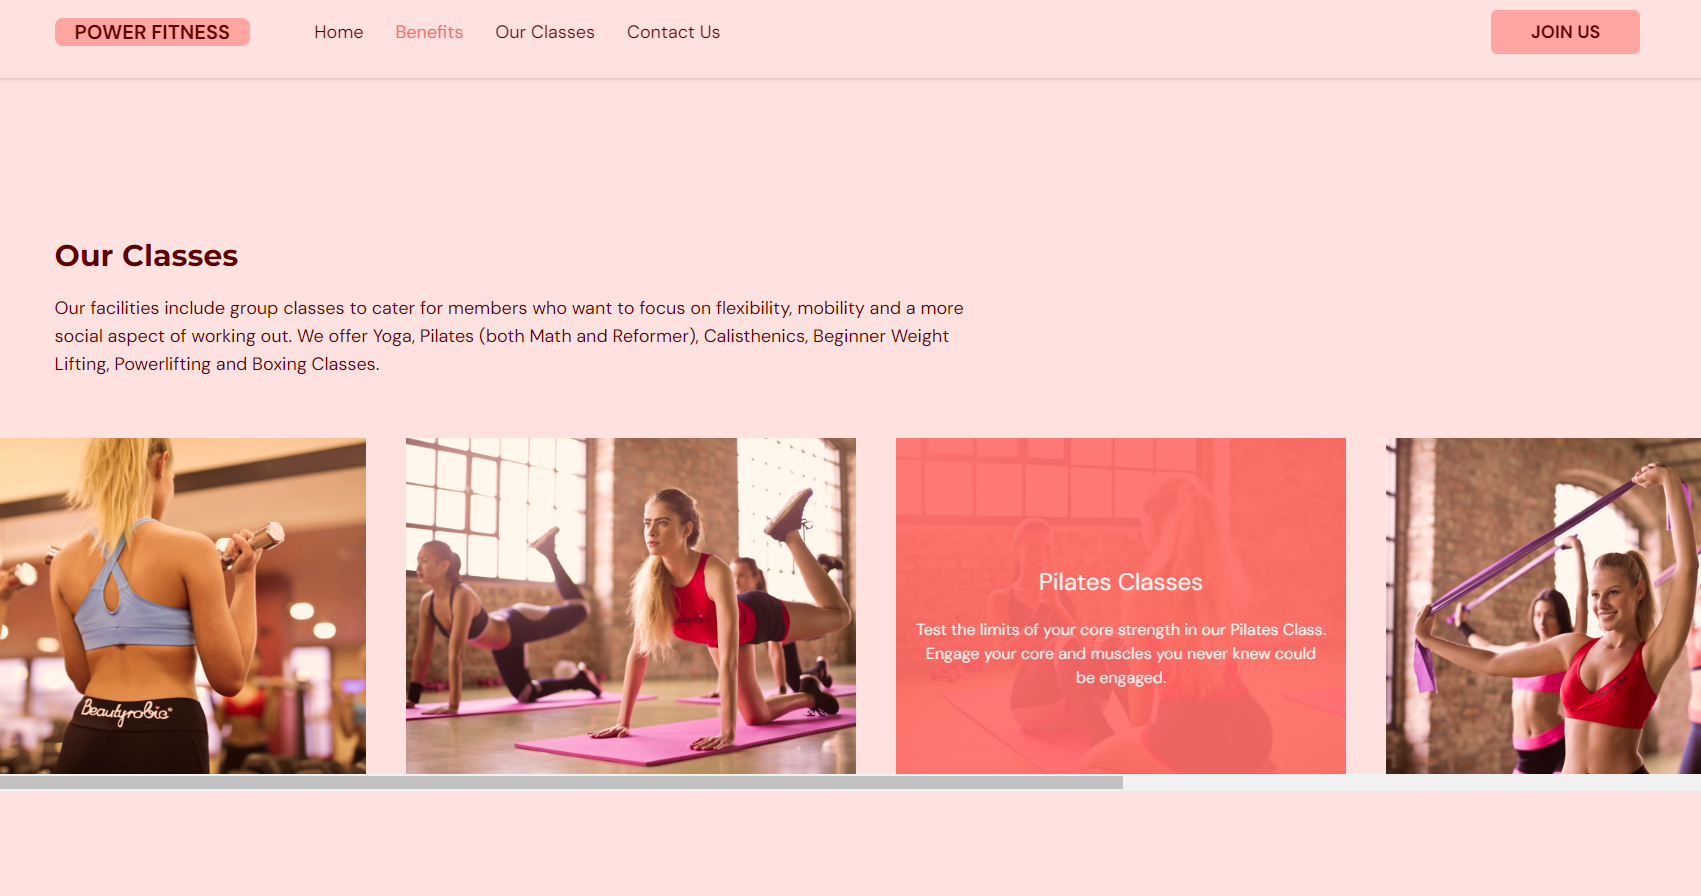 POWER FITNESS
Home
Benefits
Our Classes
Contact Us
JOIN US
Our Classes
Our facilities include group classes to cater for members who want to focus on flexibility, mobility and a more
social aspect of working out. We offer Yoga, Pilates (both Math and Reformer), Calisthenics, Beginner Weight
Lifting, Powerlifting and Boxing Classes.
Beautyrobic
Pilates Classes
Test the limits of your core strength in our Pilates Class.
Engage your core and muscles you never knew could
be engaged.